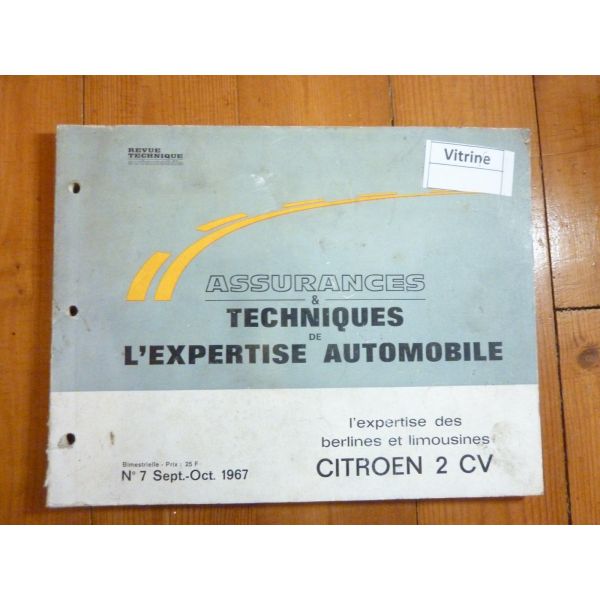 REVUE
TECHNIQUE
Vitrine
ASSURANCES
&
TECHNIQUES
DE
L'EXPERTISE AUTOMOBILE
l'expertise des
berlines et limousines
CITROEN 2 CV
Bimestrielle - Prix : 25 F
N° 7 Sept.-Oct. 1967